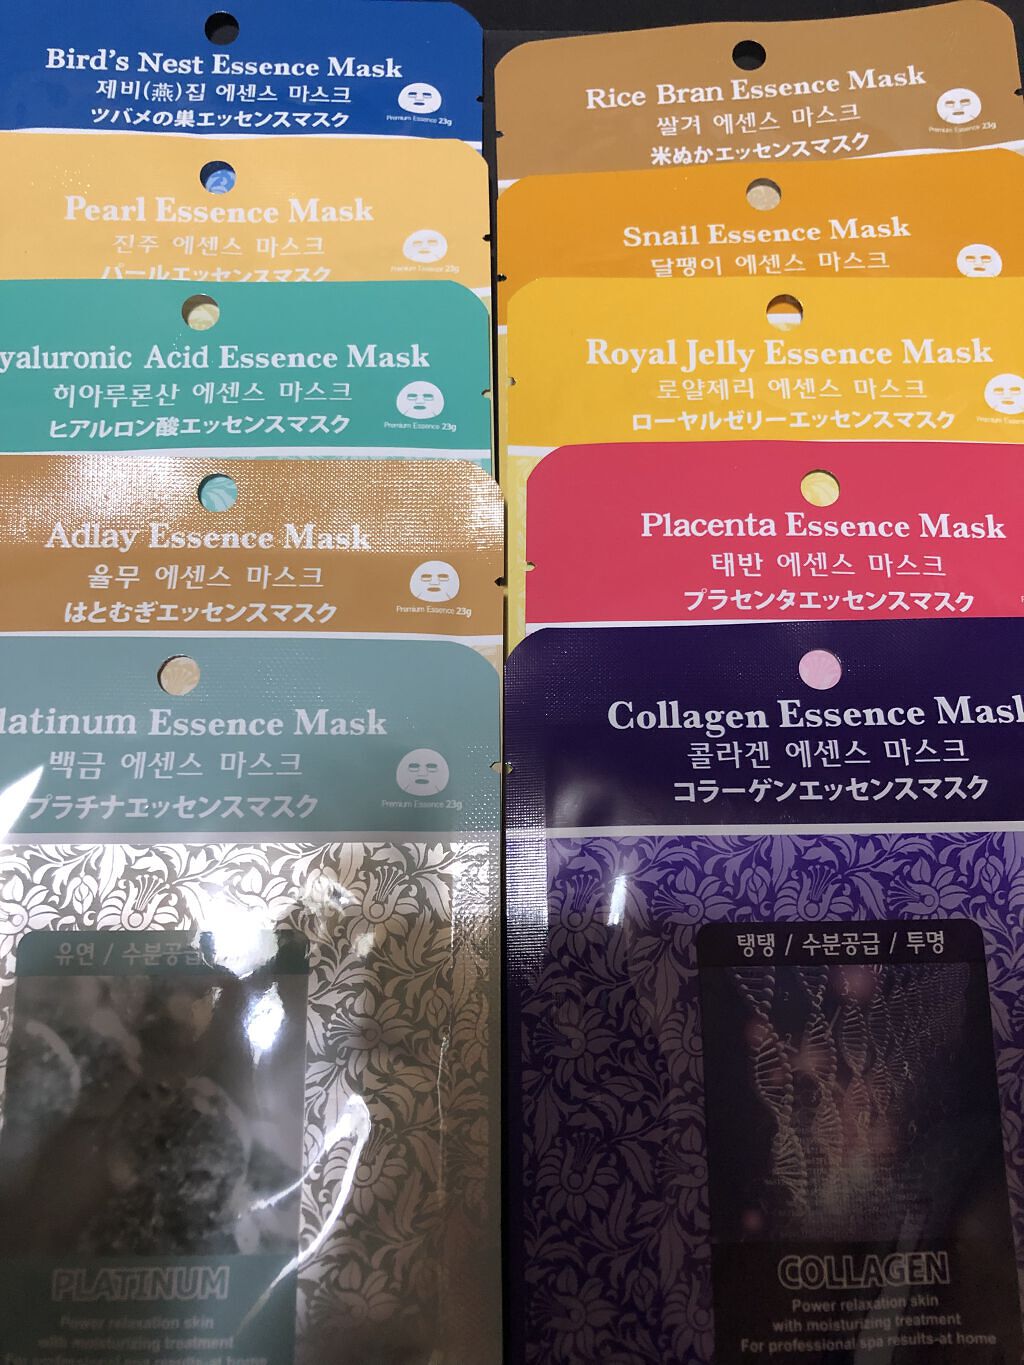 Bird's Nest Essence Mask
제비(燕)집 에센스 마스크
ツバメの巣エッセンスマスク
Premium Essence 23g
Pearl Essence Mask
진주 에센스 마스크
パールエッセンスマスク
Premium Essence 23g
yaluronic Acid Essence Mask
히아루론산 에센스 마스크
ヒアルロン酸エッセンスマスク
Premium Essence 23g
Adlay Essence Mask
율무 에센스 마스크
はとむぎエッセンスマスク
Premium Essence 23g
latinum Essence Mask
백금 에센스 마스크
プラチナエッセンスマスク
Premium Essence 23g
유연 / 수분공급
PLATINUM
Power relaxation skin
with moisturizing treatment
For professional spa results-at home
Rice Bran Essence Mask
쌀겨 에센스 마스크
米ぬかエッセンスマスク
Premium Essence 23g
Snail Essence Mask
달팽이 에센스 마스크
Royal Jelly Essence Mask
로얄제리 에센스 마스크
ローヤルゼリーエッセンスマスク
Premium Essence
Placenta Essence Mask
태반 에센스 마스크
プラセンタエッセンスマスク
Collagen Essence Mask
콜라겐 에센스 마스크
コラーゲンエッセンスマスク
탱탱 / 수분공급 / 투명
COLLAGEN
Power relaxation skin
with moisturizing treatment
For professional spa results-at home